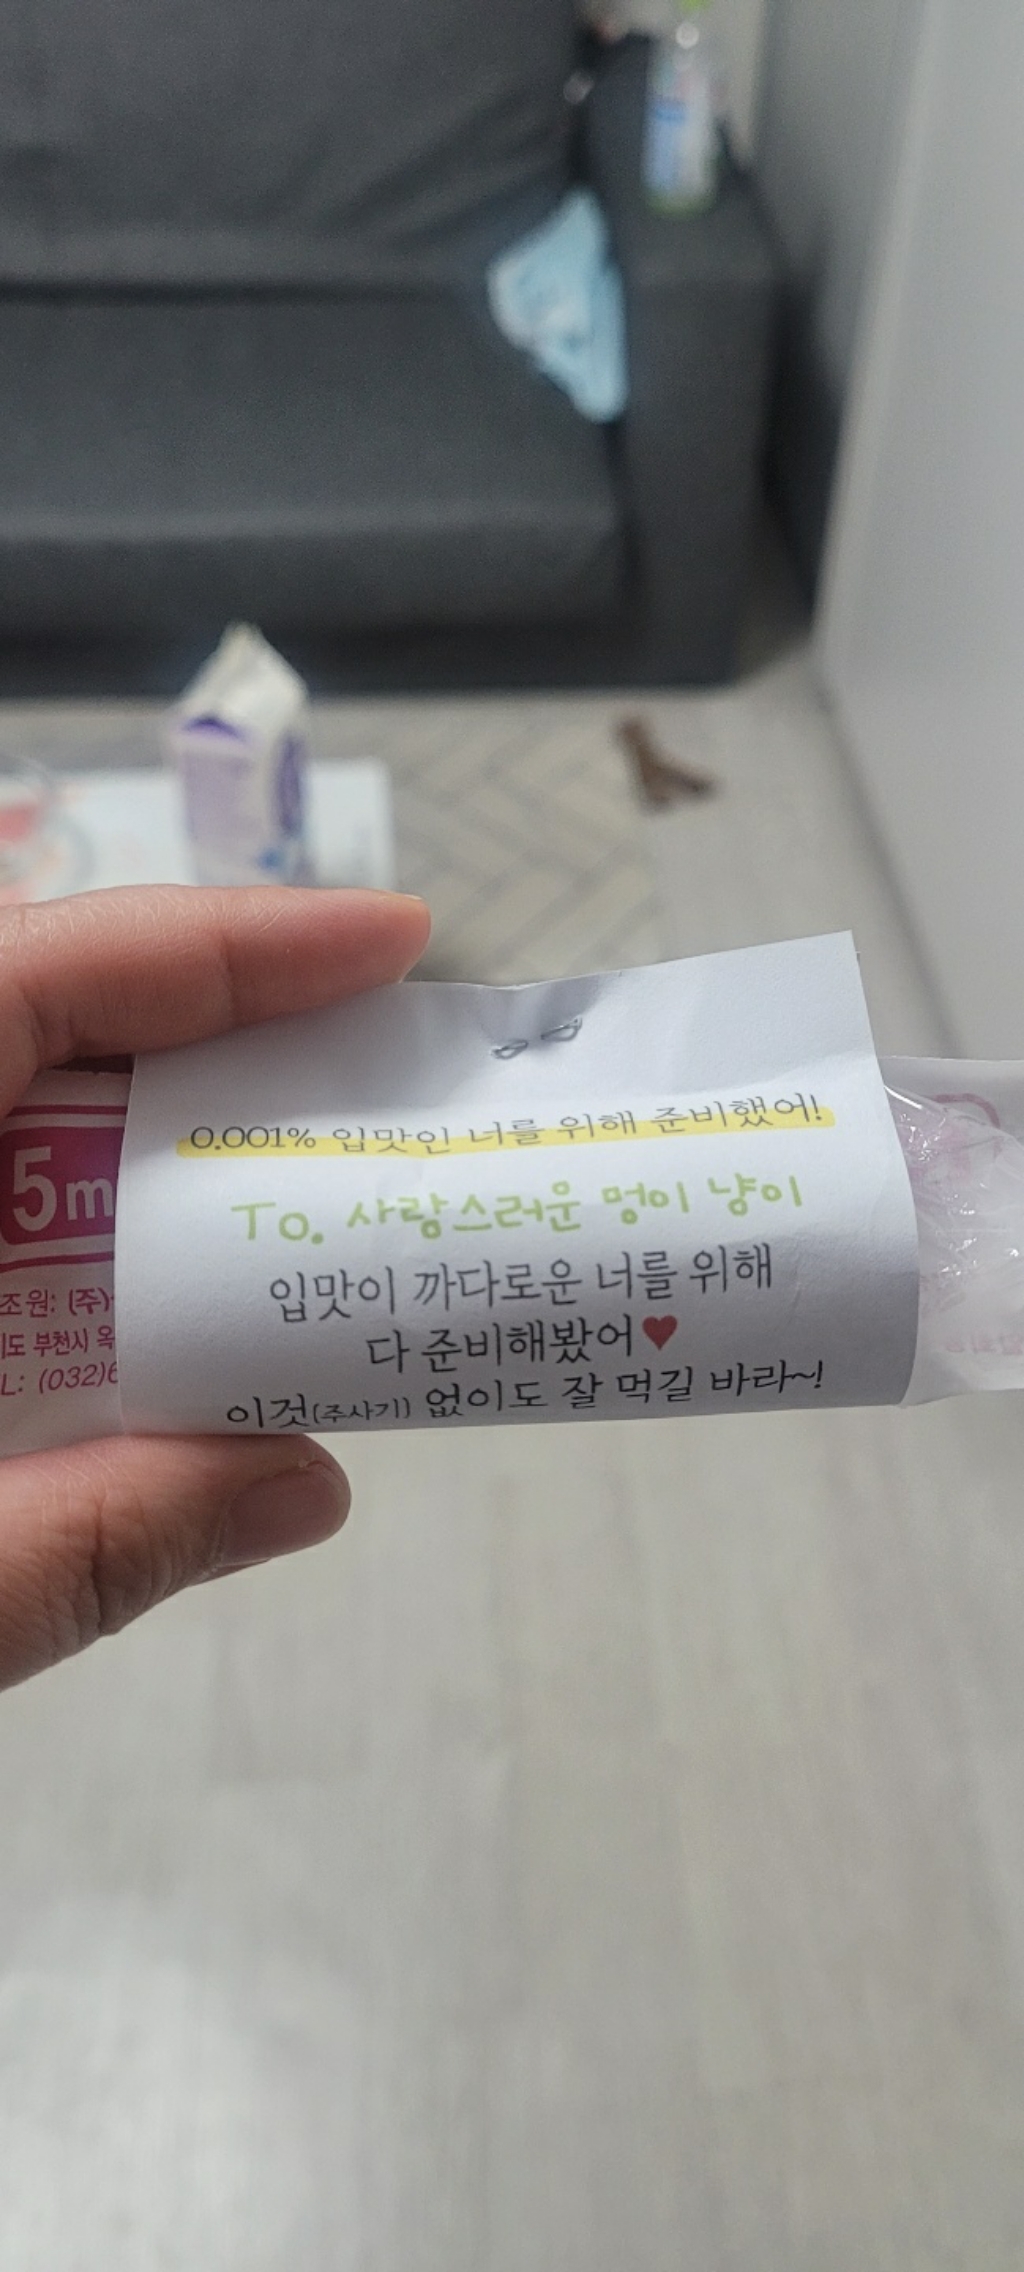 0.001% 입맛인 너를 위해 준비했어!
To. 사랑스러운 멍이 냥이
입맛이 까다로운 너를 위해
다 준비해봤어♥
이것(주사기) 없이도 잘 먹길 바라~!
5m
조원: (주)
도 부천시 옥
L: (032)6